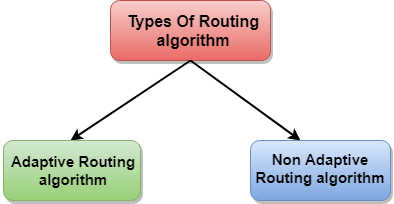 Types Of Routing
algorithm
Adaptive Routing
algorithm
Non Adaptive
Routing algorithm